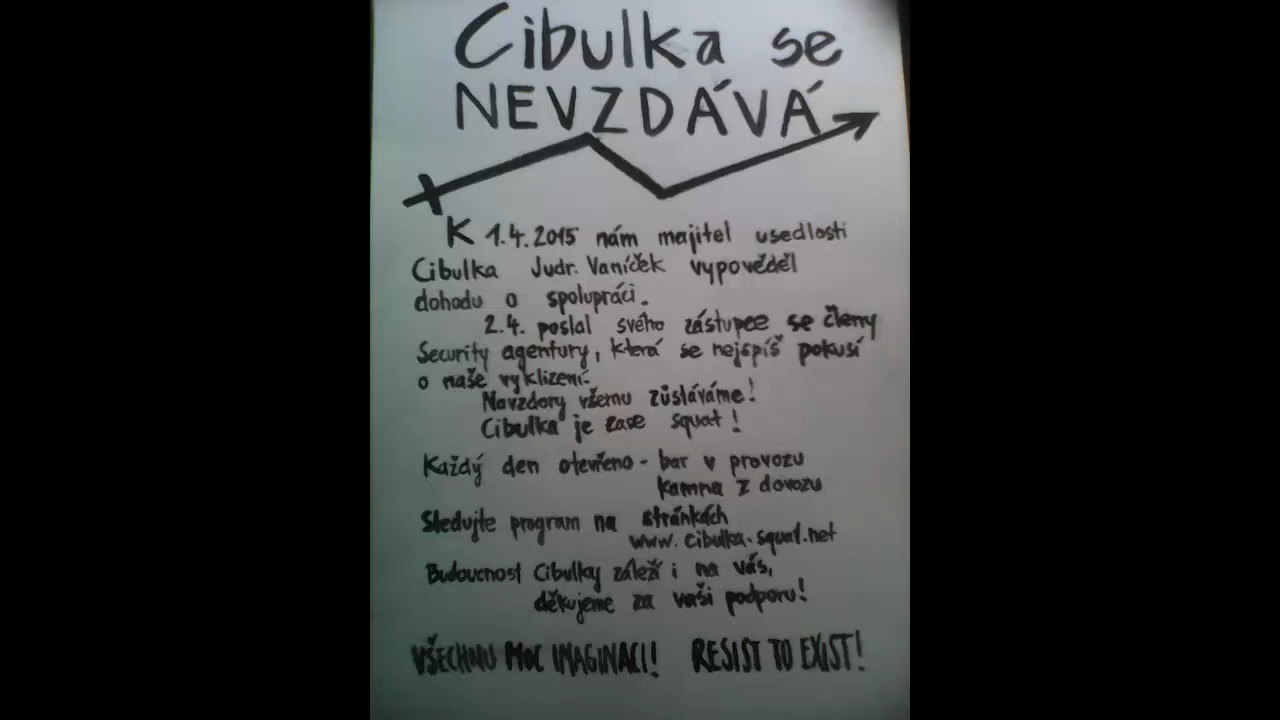 Cibulka se
NEVZDÁVÁ
K 1.4.2015 nám majitel usedlosti
Cibulka Judr. Vaníček vypověděl
dohodu o spolupráci.
2.4. poslal svého zástupce se členy
Security agentury, která se nejspíš pokusí
o naše vyklizení.
Navzdory všemu zůstáváme!
Cibulka je zase squat!
Každý den otevřeno - bar v provozu
kamna z dovozu
Sledujte program na stránkách
www.cibulka-squat.net
Budoucnost Cibulky záleží i na vás,
děkujeme za vaši podporu!
VŠECHNU MOC IMAGINACI! RESIST TO EXIST!